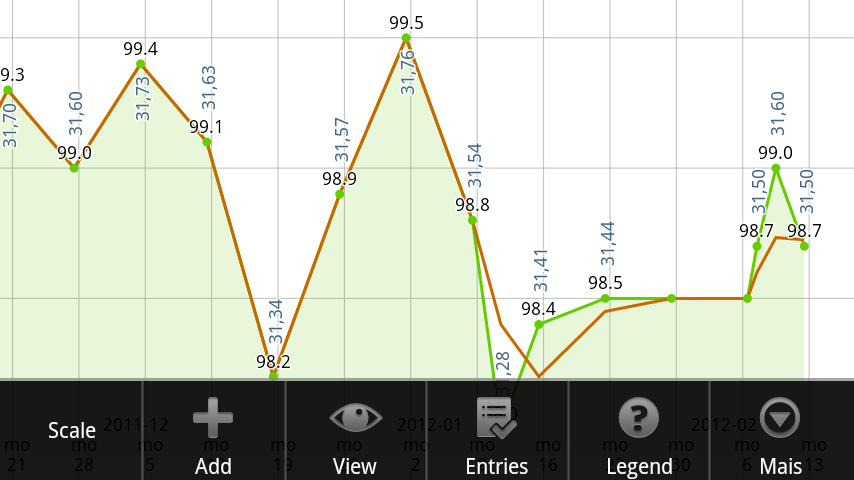 99.5
99.4
9.3
31,76
31,63
31,73
31,60
31,60
31,70
99.1
31,57
99.0
99.0
31,54
98.9
31,50
31,50
98.8
98.7
98.7
31,44
31,41
98.5
31,34
98.4
98.2
2011-12
2012-01
2012-02
Scale
mo
mo
mo
mo
mo
mo
mo
mo
21
28
5
19
2
16
30
6
13
Add
View
Entries
Legend
Mais